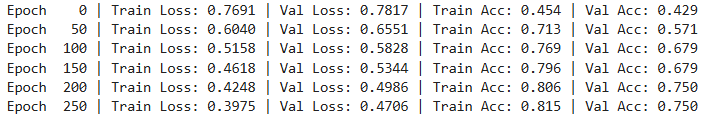 Epoch    0 | Train Loss: 0.7691 | Val Loss: 0.7817 | Train Acc: 0.454 | Val Acc: 0.429
Epoch   50 | Train Loss: 0.6040 | Val Loss: 0.6551 | Train Acc: 0.713 | Val Acc: 0.571
Epoch  100 | Train Loss: 0.5158 | Val Loss: 0.5828 | Train Acc: 0.769 | Val Acc: 0.679
Epoch  150 | Train Loss: 0.4618 | Val Loss: 0.5344 | Train Acc: 0.796 | Val Acc: 0.679
Epoch  200 | Train Loss: 0.4248 | Val Loss: 0.4986 | Train Acc: 0.806 | Val Acc: 0.750
Epoch  250 | Train Loss: 0.3975 | Val Loss: 0.4706 | Train Acc: 0.815 | Val Acc: 0.750